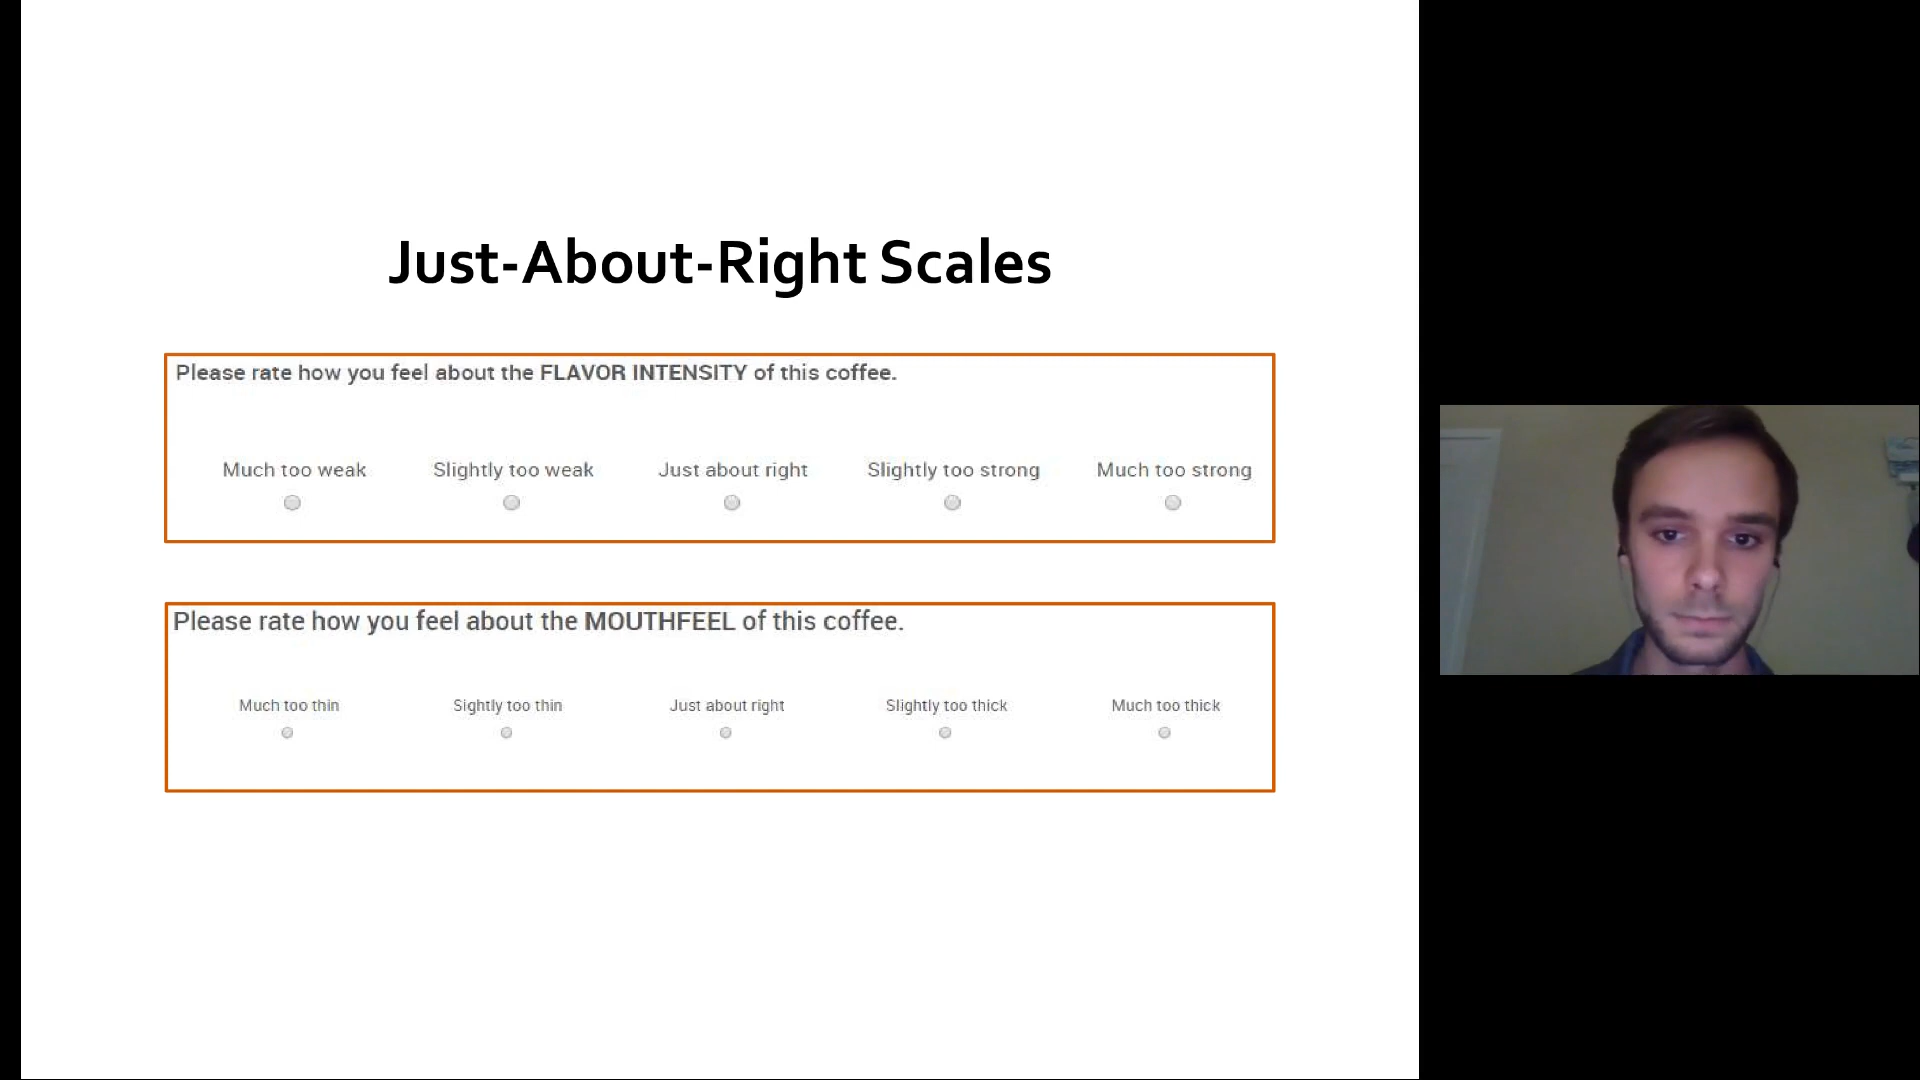 Just-About-Right Scales
Please rate how you feel about the FLAVOR INTENSITY of this coffee.
Much too weak Slightly too weak Just about right Slightly too strong Much too strong
Please rate how you feel about the MOUTHFEEL of this coffee.
Much too thin Sightly too thin Just about right Slightly too thick Much too thick